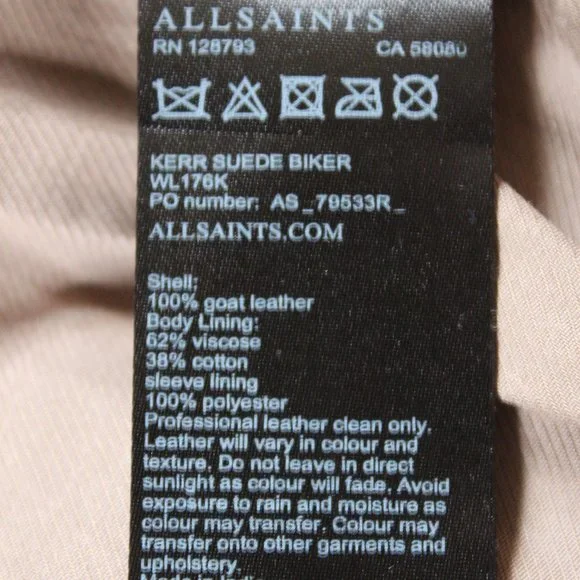 ALLSAINTS
RN 128793 CA 58080
KERR SUEDE BIKER
WL176K
PO number: AS_79533R_
ALLSAINTS.COM
Shell:
100% goat leather
Body Lining:
62% viscose
38% cotton
sleeve lining
100% polyester
Professional leather clean only.
Leather will vary in colour and
texture. Do not leave in direct
sunlight as colour will fade. Avoid
exposure to rain and moisture as
colour may transfer. Colour may
transfer onto other garments and
upholstery.
Made in